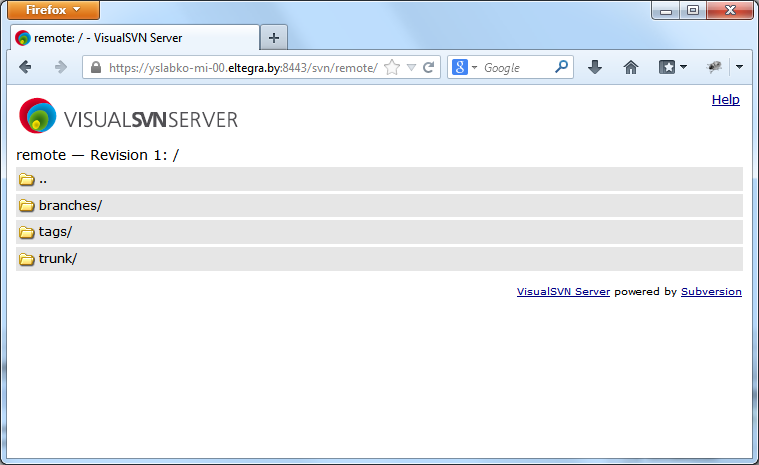 Firefox
remote: / - VisualSVN Server
https://yslabko-mi-00.eltegra.by:8443/svn/remote/
Google
Help
VISUALSVNSERVER
remote — Revision 1: /
..
branches/
tags/
trunk/
VisualSVN Server powered by Subversion